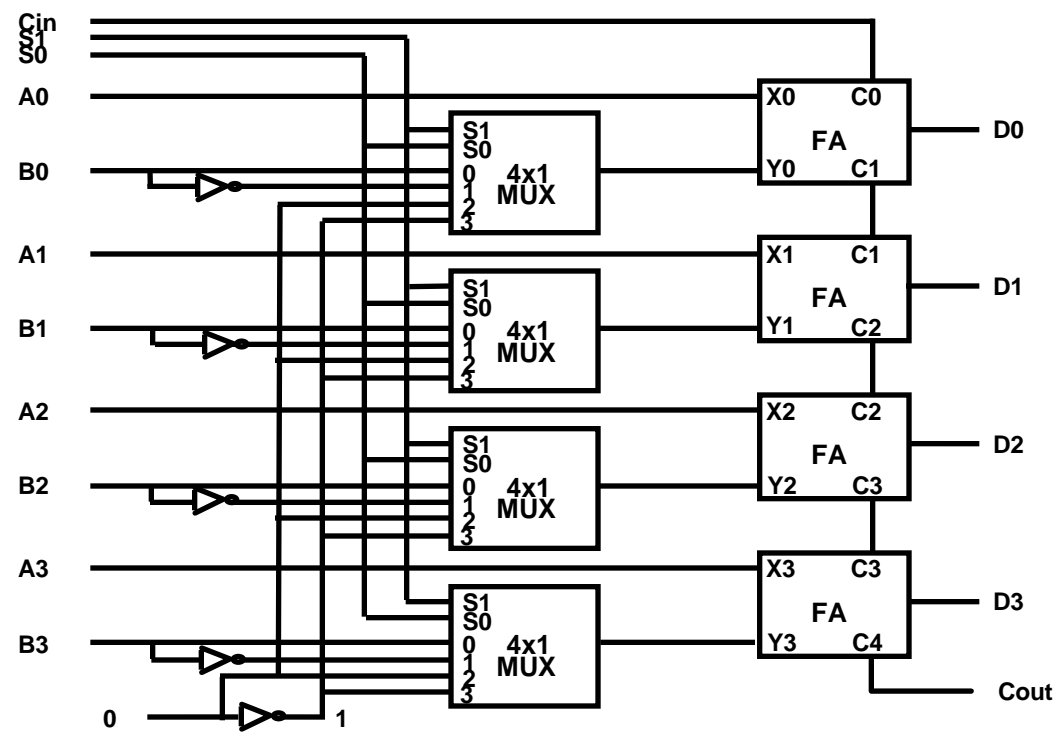 Cin
S1
S0
A0
X0 C0
FA
D0
S1
S0
B0
0
1
2
3
4x1
MUX
Y0 C1
A1
X1 C1
FA
D1
S1
S0
B1
0
1
2
3
4x1
MUX
Y1 C2
A2
X2 C2
FA
D2
S1
S0
B2
0
1
2
3
4x1
MUX
Y2 C3
A3
X3 C3
FA
D3
S1
S0
B3
0
1
2
3
4x1
MUX
Y3 C4
Cout
0 1